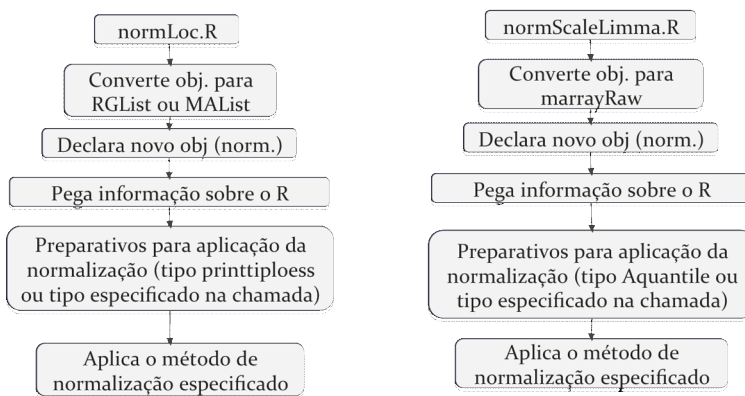 normLoc.R
Converte obj. para
RGList ou MAList
Declara novo obj (norm.)
Pega informação sobre o R
Preparativos para aplicação da
normalização (tipo printtiploess
ou tipo especificado na chamada)
Aplica o método de
normalização especificado
normScaleLimma.R
Converte obj. para
marrayRaw
Declara novo obj (norm.)
Pega informação sobre o R
Preparativos para aplicação da
normalização (tipo Aquantile ou
tipo especificado na chamada)
Aplica o método de
normalização especificado